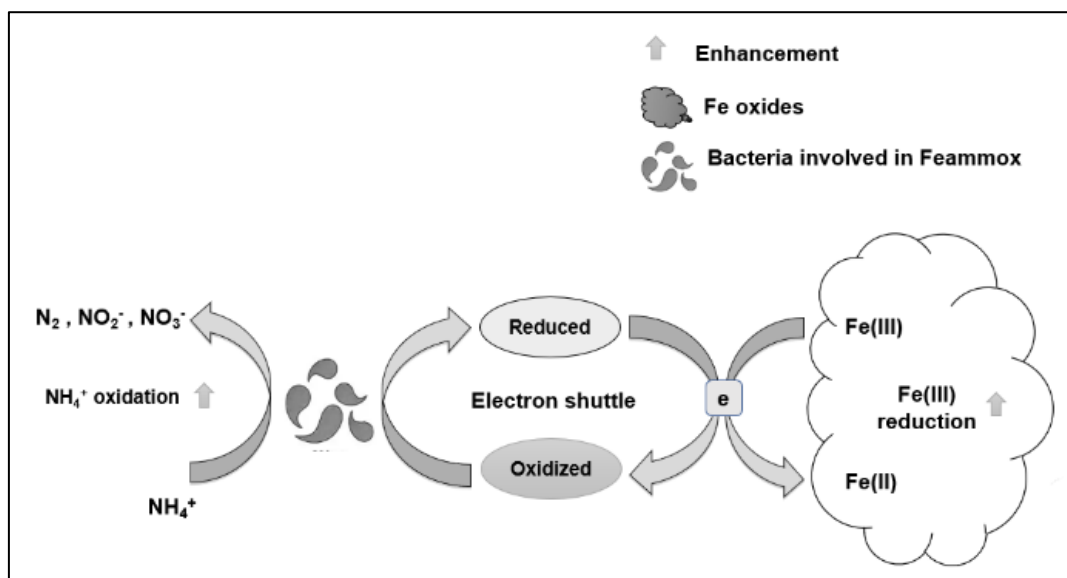 Enhancement
Fe oxides
Bacteria involved in Feammox
N₂ , NO₂⁻, NO₃⁻
NH₄⁺ oxidation
NH₄⁺
Reduced
Electron shuttle
Oxidized
e
Fe(III)
Fe(III)
reduction
Fe(II)